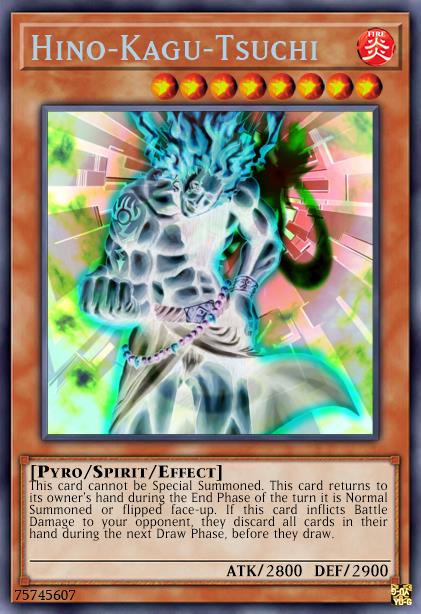 Hino-Kagu-Tsuchi
FIRE
炎
[Pyro/Spirit/Effect]
This card cannot be Special Summoned. This card returns to
its owner's hand during the End Phase of the turn it is Normal
Summoned or flipped face-up. If this card inflicts Battle
Damage to your opponent, they discard all cards in their
hand during the next Draw Phase, before they draw.
ATK/2800 DEF/2900
75745607